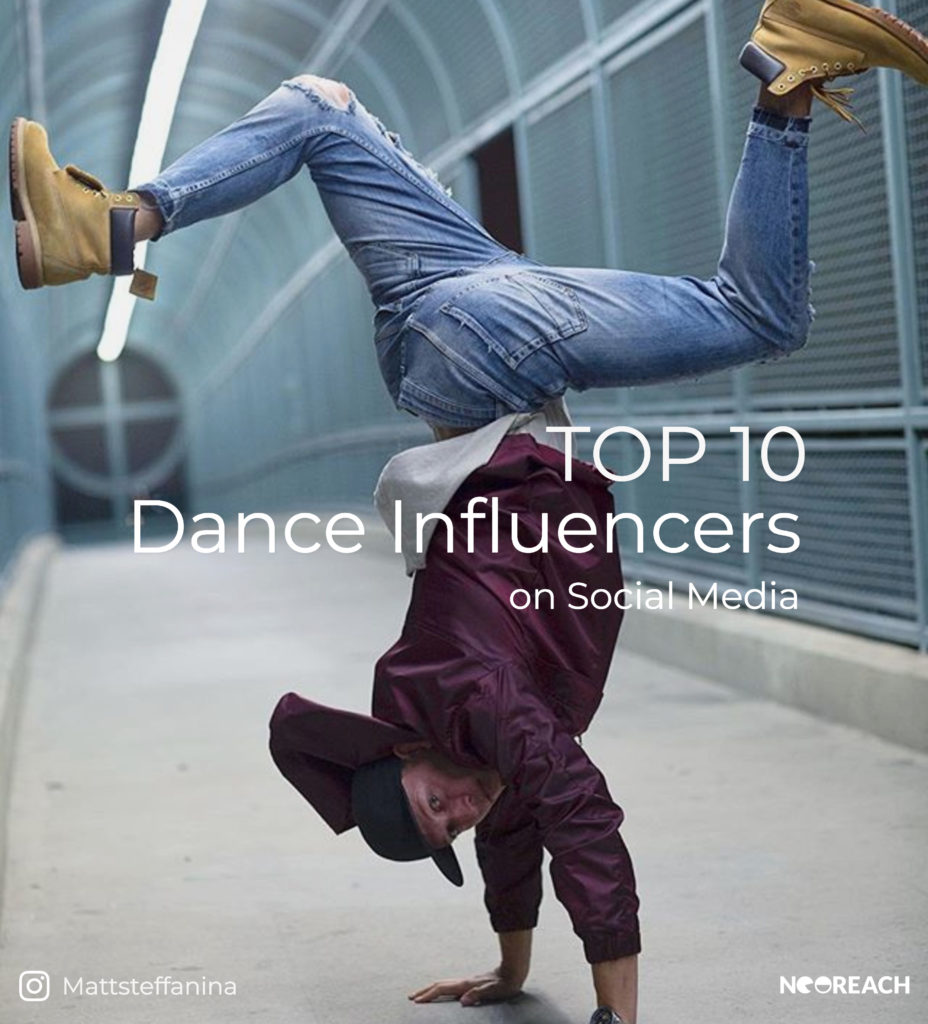 TOP 10
Dance Influencers
on Social Media
Mattsteffanina
NEOREACH